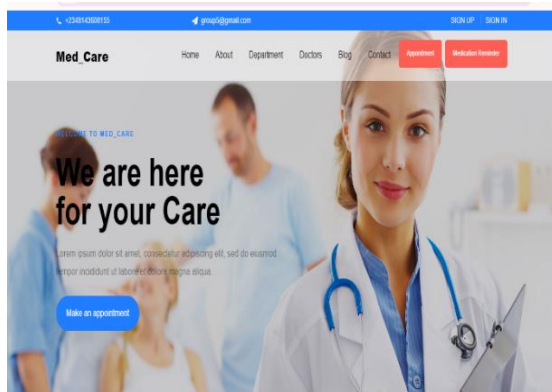 +2348143608155
group5@gmail.com
SIGN UP
SIGN IN
Med_Care
Home
About
Department
Doctors
Blog
Contact
Appointment
Medication Reminder
WELCOME TO MED_CARE
We are here
for your Care
Lorem ipsum dolor sit amet, consectetur adipiscing elit, sed do eiusmod
tempor incididunt ut labore et dolore magna aliqua.
Make an appointment